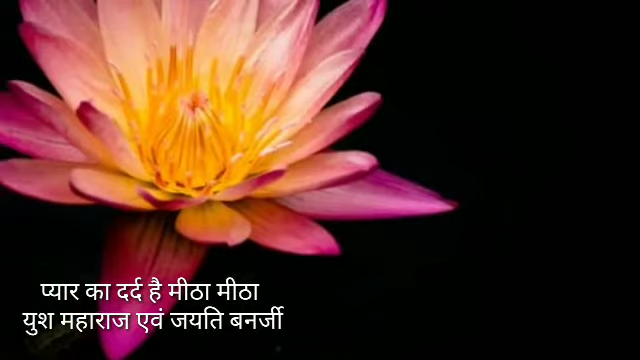 प्यार का दर्द है मीठा मीठा
युश महाराज एवं जयति बनर्जी